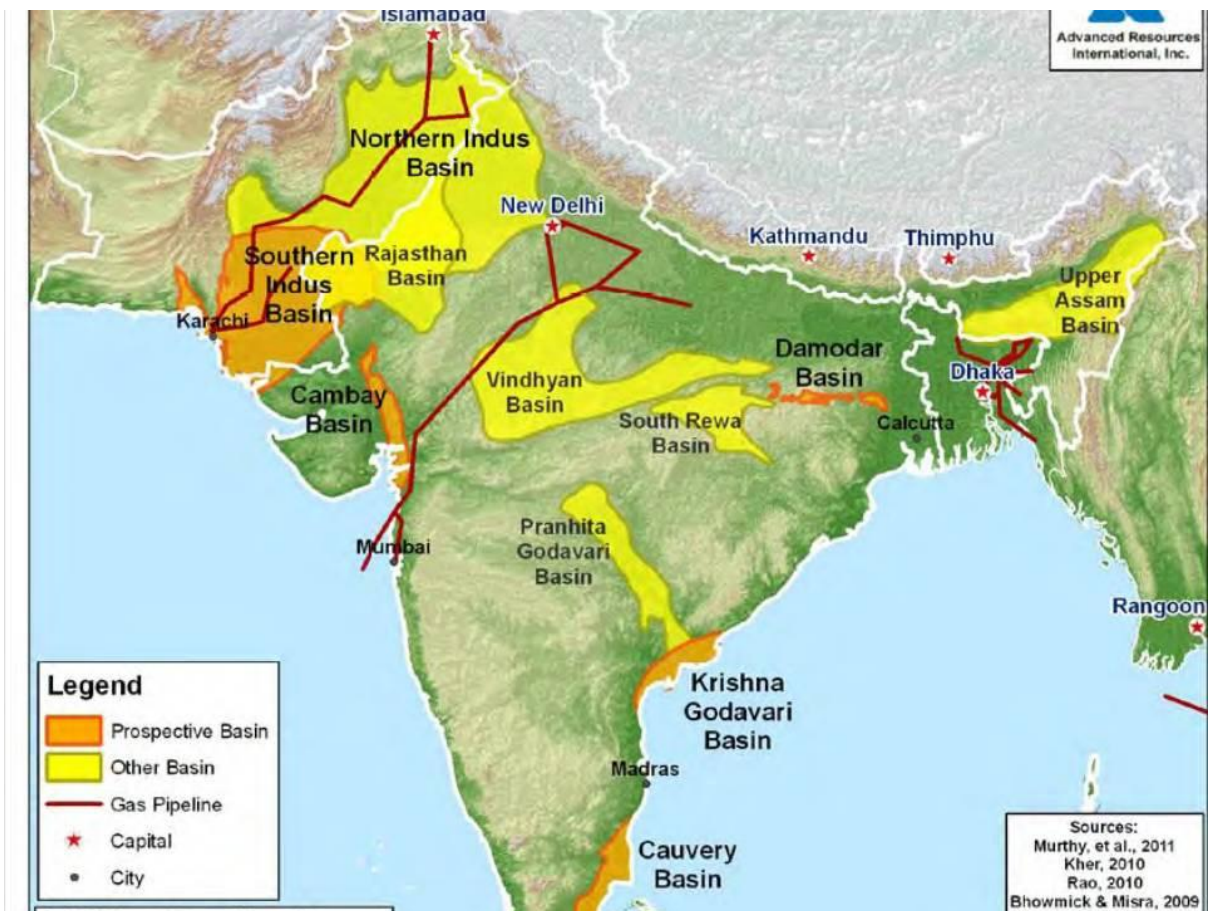 Islamabad
Advanced Resources
International, Inc.
Northern Indus
Basin
New Delhi
Kathmandu
Thimphu
Southern
Indus
Basin
Rajasthan
Basin
Upper
Assam
Basin
Karachi
Damodar
Basin
Dhaka
Cambay
Basin
Vindhyan
Basin
South Rewa
Basin
Calcutta
Pranhita
Godavari
Basin
Mumbai
Rangoon
Krishna
Godavari
Basin
Madras
Cauvery
Basin
Legend
Prospective Basin
Other Basin
Gas Pipeline
Capital
City
Sources:
Murthy, et al., 2011
Kher, 2010
Rao, 2010
Bhowmick & Misra, 2009